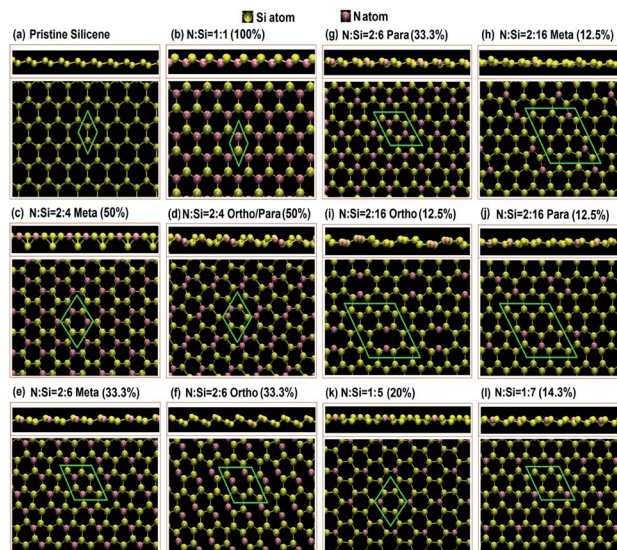 Si atom N atom
(a) Pristine Silicene
(b) N:Si=1:1 (100%)
(g) N:Si=2:6 Para (33.3%)
(h) N:Si=2:16 Meta (12.5%)
(c) N:Si=2:4 Meta (50%)
(d) N:Si=2:4 Ortho/Para (50%)
(i) N:Si=2:16 Ortho (12.5%)
(j) N:Si=2:16 Para (12.5%)
(e) N:Si=2:6 Meta (33.3%)
(f) N:Si=2:6 Ortho (33.3%)
(k) N:Si=1:5 (20%)
(l) N:Si=1:7 (14.3%)